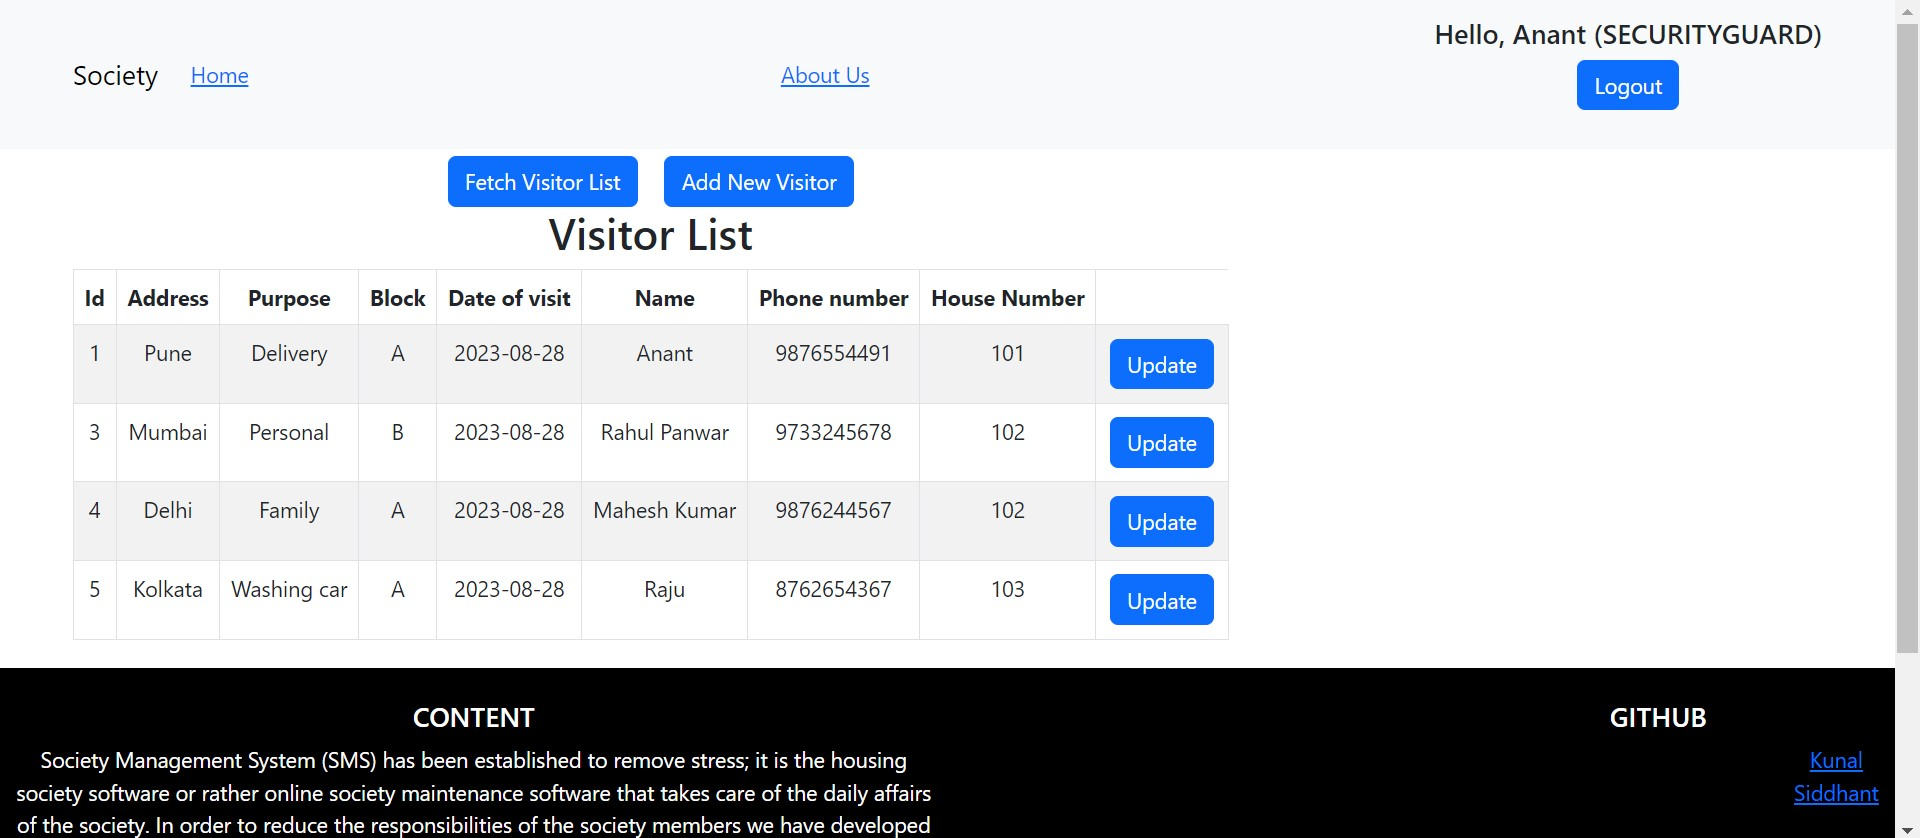 Hello, Anant (SECURITYGUARD)
Society Home About Us Logout
Fetch Visitor List Add New Visitor
Visitor List
Id Address Purpose Block Date of visit Name Phone number House Number
1 Pune Delivery A 2023-08-28 Anant 9876554491 101 Update
3 Mumbai Personal B 2023-08-28 Rahul Panwar 9733245678 102 Update
4 Delhi Family A 2023-08-28 Mahesh Kumar 9876244567 102 Update
5 Kolkata Washing car A 2023-08-28 Raju 8762654367 103 Update
CONTENT
Society Management System (SMS) has been established to remove stress; it is the housing
society software or rather online society maintenance software that takes care of the daily affairs
of the society. In order to reduce the responsibilities of the society members we have developed
GITHUB
Kunal
Siddhant